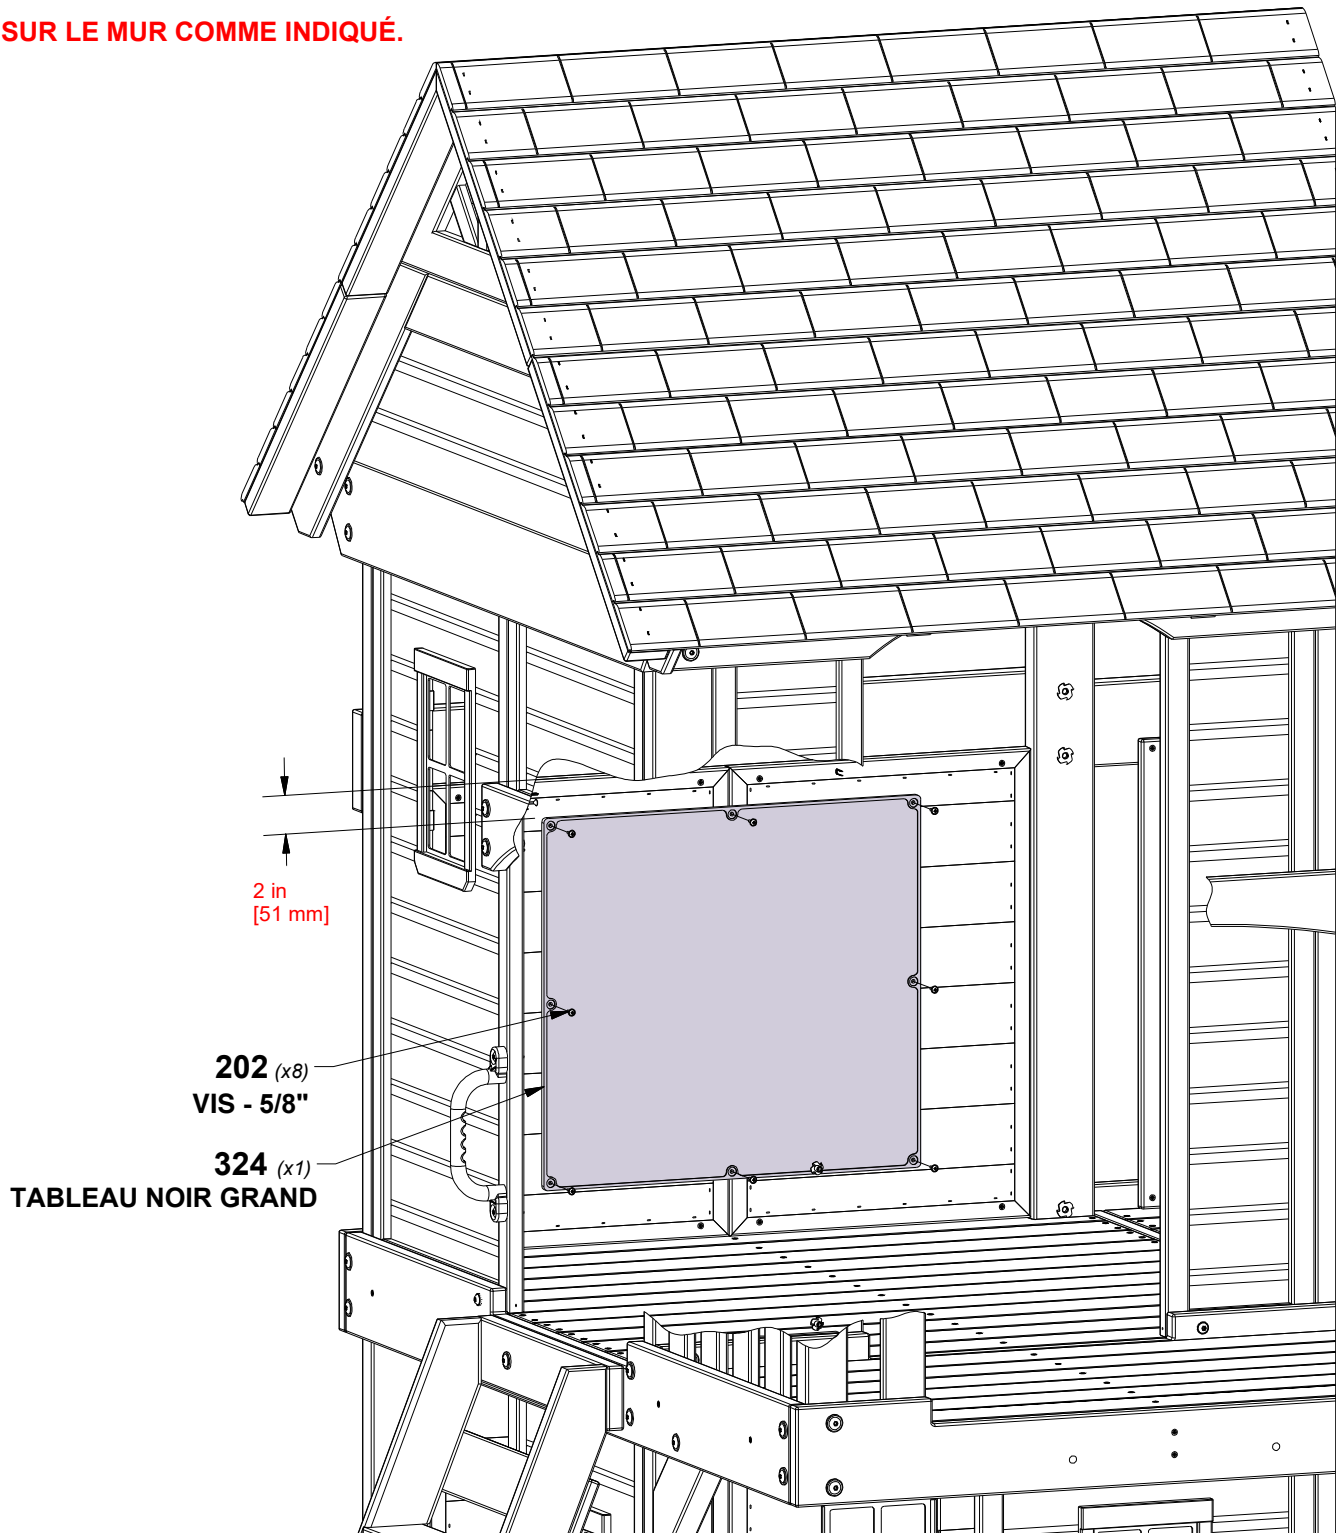 SUR LE MUR COMME INDIQUÉ.
2 in
[51 mm]
202 (x8)
VIS - 5/8"
324 (x1)
TABLEAU NOIR GRAND